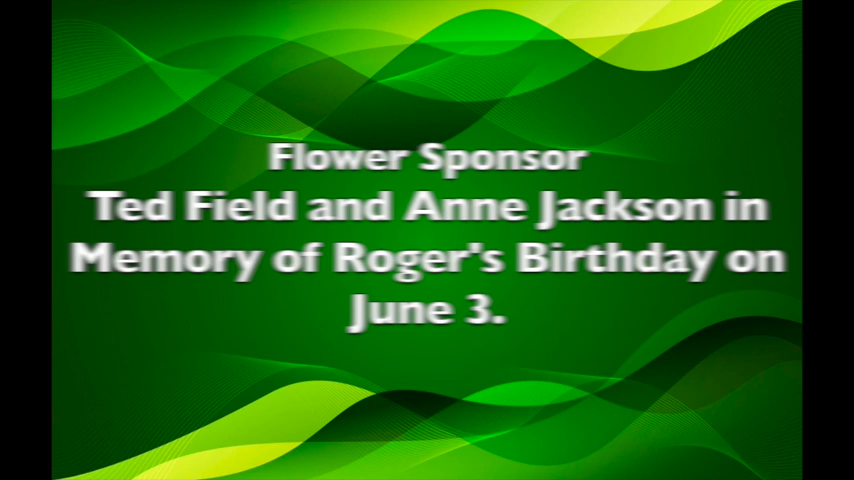 Flower Sponsor
Ted Field and Anne Jackson in
Memory of Roger's Birthday on
June 3.